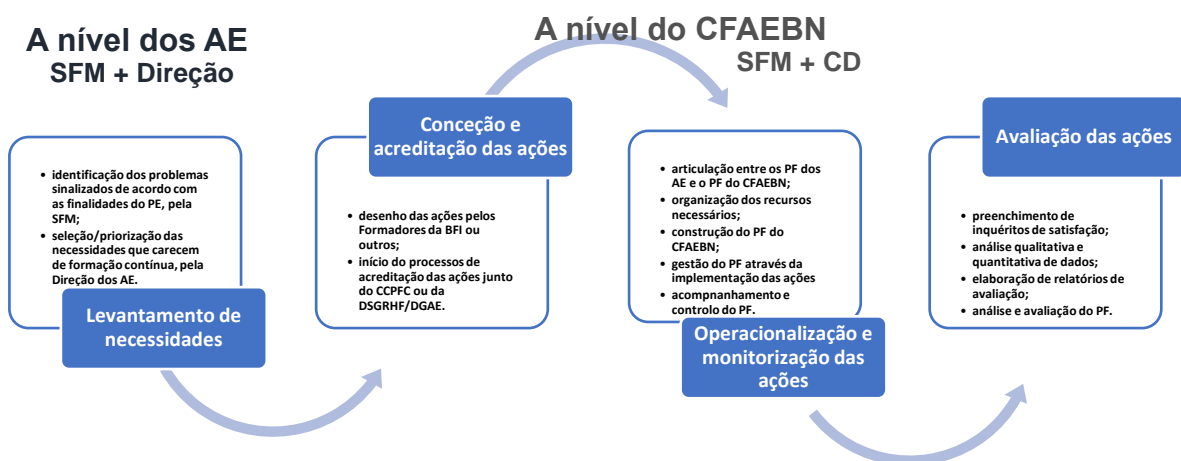 A nível dos AE
SFM + Direção
A nível do CFAEBN
SFM + CD
• identificação dos problemas
sinalizados de acordo com
as finalidades do PE, pela
SFM;
• seleção/priorização das
necessidades que carecem
de formação contínua, pela
Direção dos AE.
Levantamento de
necessidades
Conceção e
acreditação das ações
• desenho das ações pelos
Formadores da BFI ou
outros;
• início do processos de
acreditação das ações junto
do CCPFC ou da
DSGRHF/DGAE.
• articulação entre os PF dos
AE e o PF do CFAEBN;
• organização dos recursos
necessários;
• construção do PF do
CFAEBN;
• gestão do PF através da
implementação das ações
• acompnanhamento e
controlo do PF.
Operacionalização e
monitorização das
ações
Avaliação das ações
• preenchimento de
inquéritos de satisfação;
• análise qualitativa e
quantitativa de dados;
• elaboração de relatórios de
avaliação;
• análise e avaliação do PF.